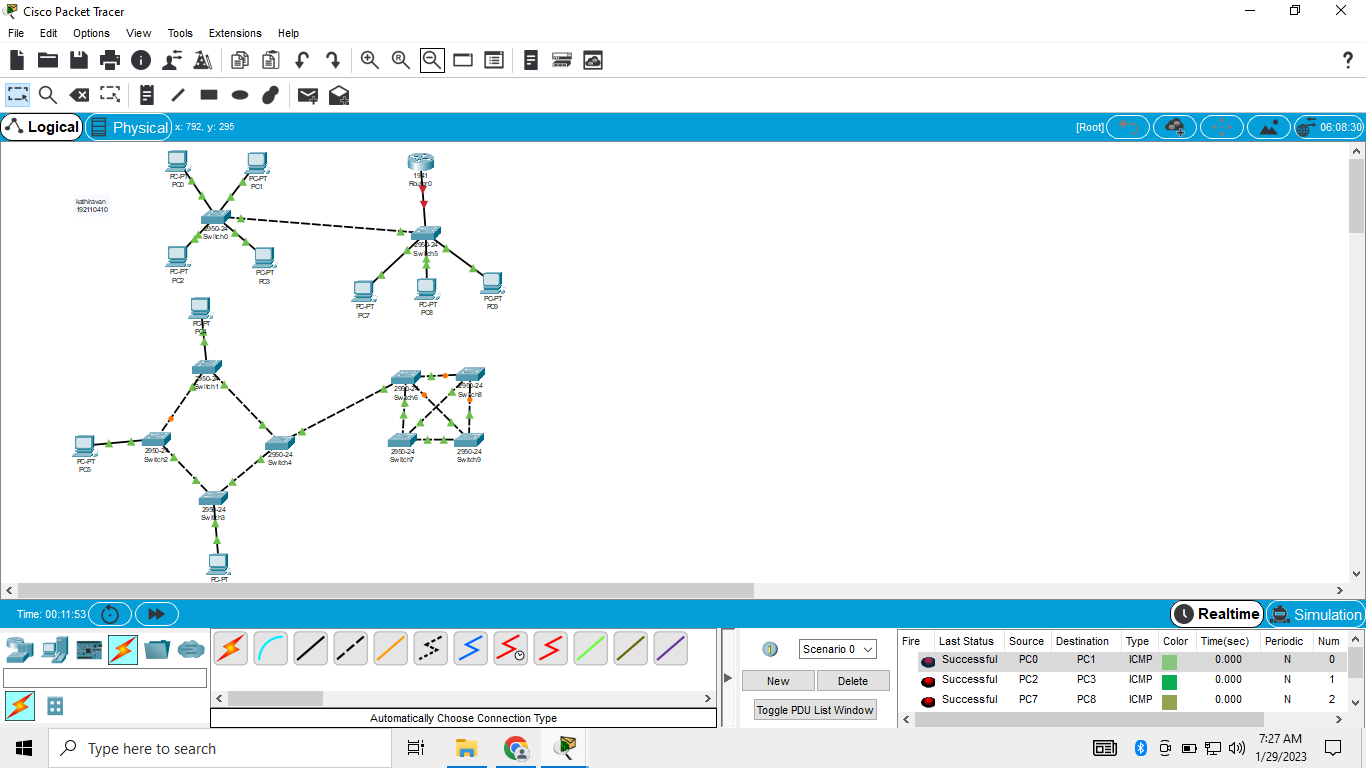 Cisco Packet Tracer
File Edit Options View Tools Extensions Help
Logical Physical x: 792, y: 295 [Root] 06:08:30
PC-PT
PC0
PC-PT
PC1
1941
Router0
kathiravan
192110410
2950-24
Switch0
2950-24
Switch5
PC-PT
PC2
PC-PT
PC3
PC-PT
PC7
PC-PT
PC8
PC-PT
PC9
PC-PT
2950-24
Switch1
2950-24
Switch6
2950-24
Switch8
PC-PT
PC5
2950-24
Switch2
2950-24
Switch4
2950-24
Switch7
2950-24
Switch9
2950-24
Switch3
PC-PT
Time: 00:11:53 Realtime Simulation
Scenario 0
New Delete
Toggle PDU List Window
Automatically Choose Connection Type
Fire Last Status Source Destination Type Color Time(sec) Periodic Num
Successful PC0 PC1 ICMP 0.000 N 0
Successful PC2 PC3 ICMP 0.000 N 1
Successful PC7 PC8 ICMP 0.000 N 2
Type here to search
7:27 AM
1/29/2023